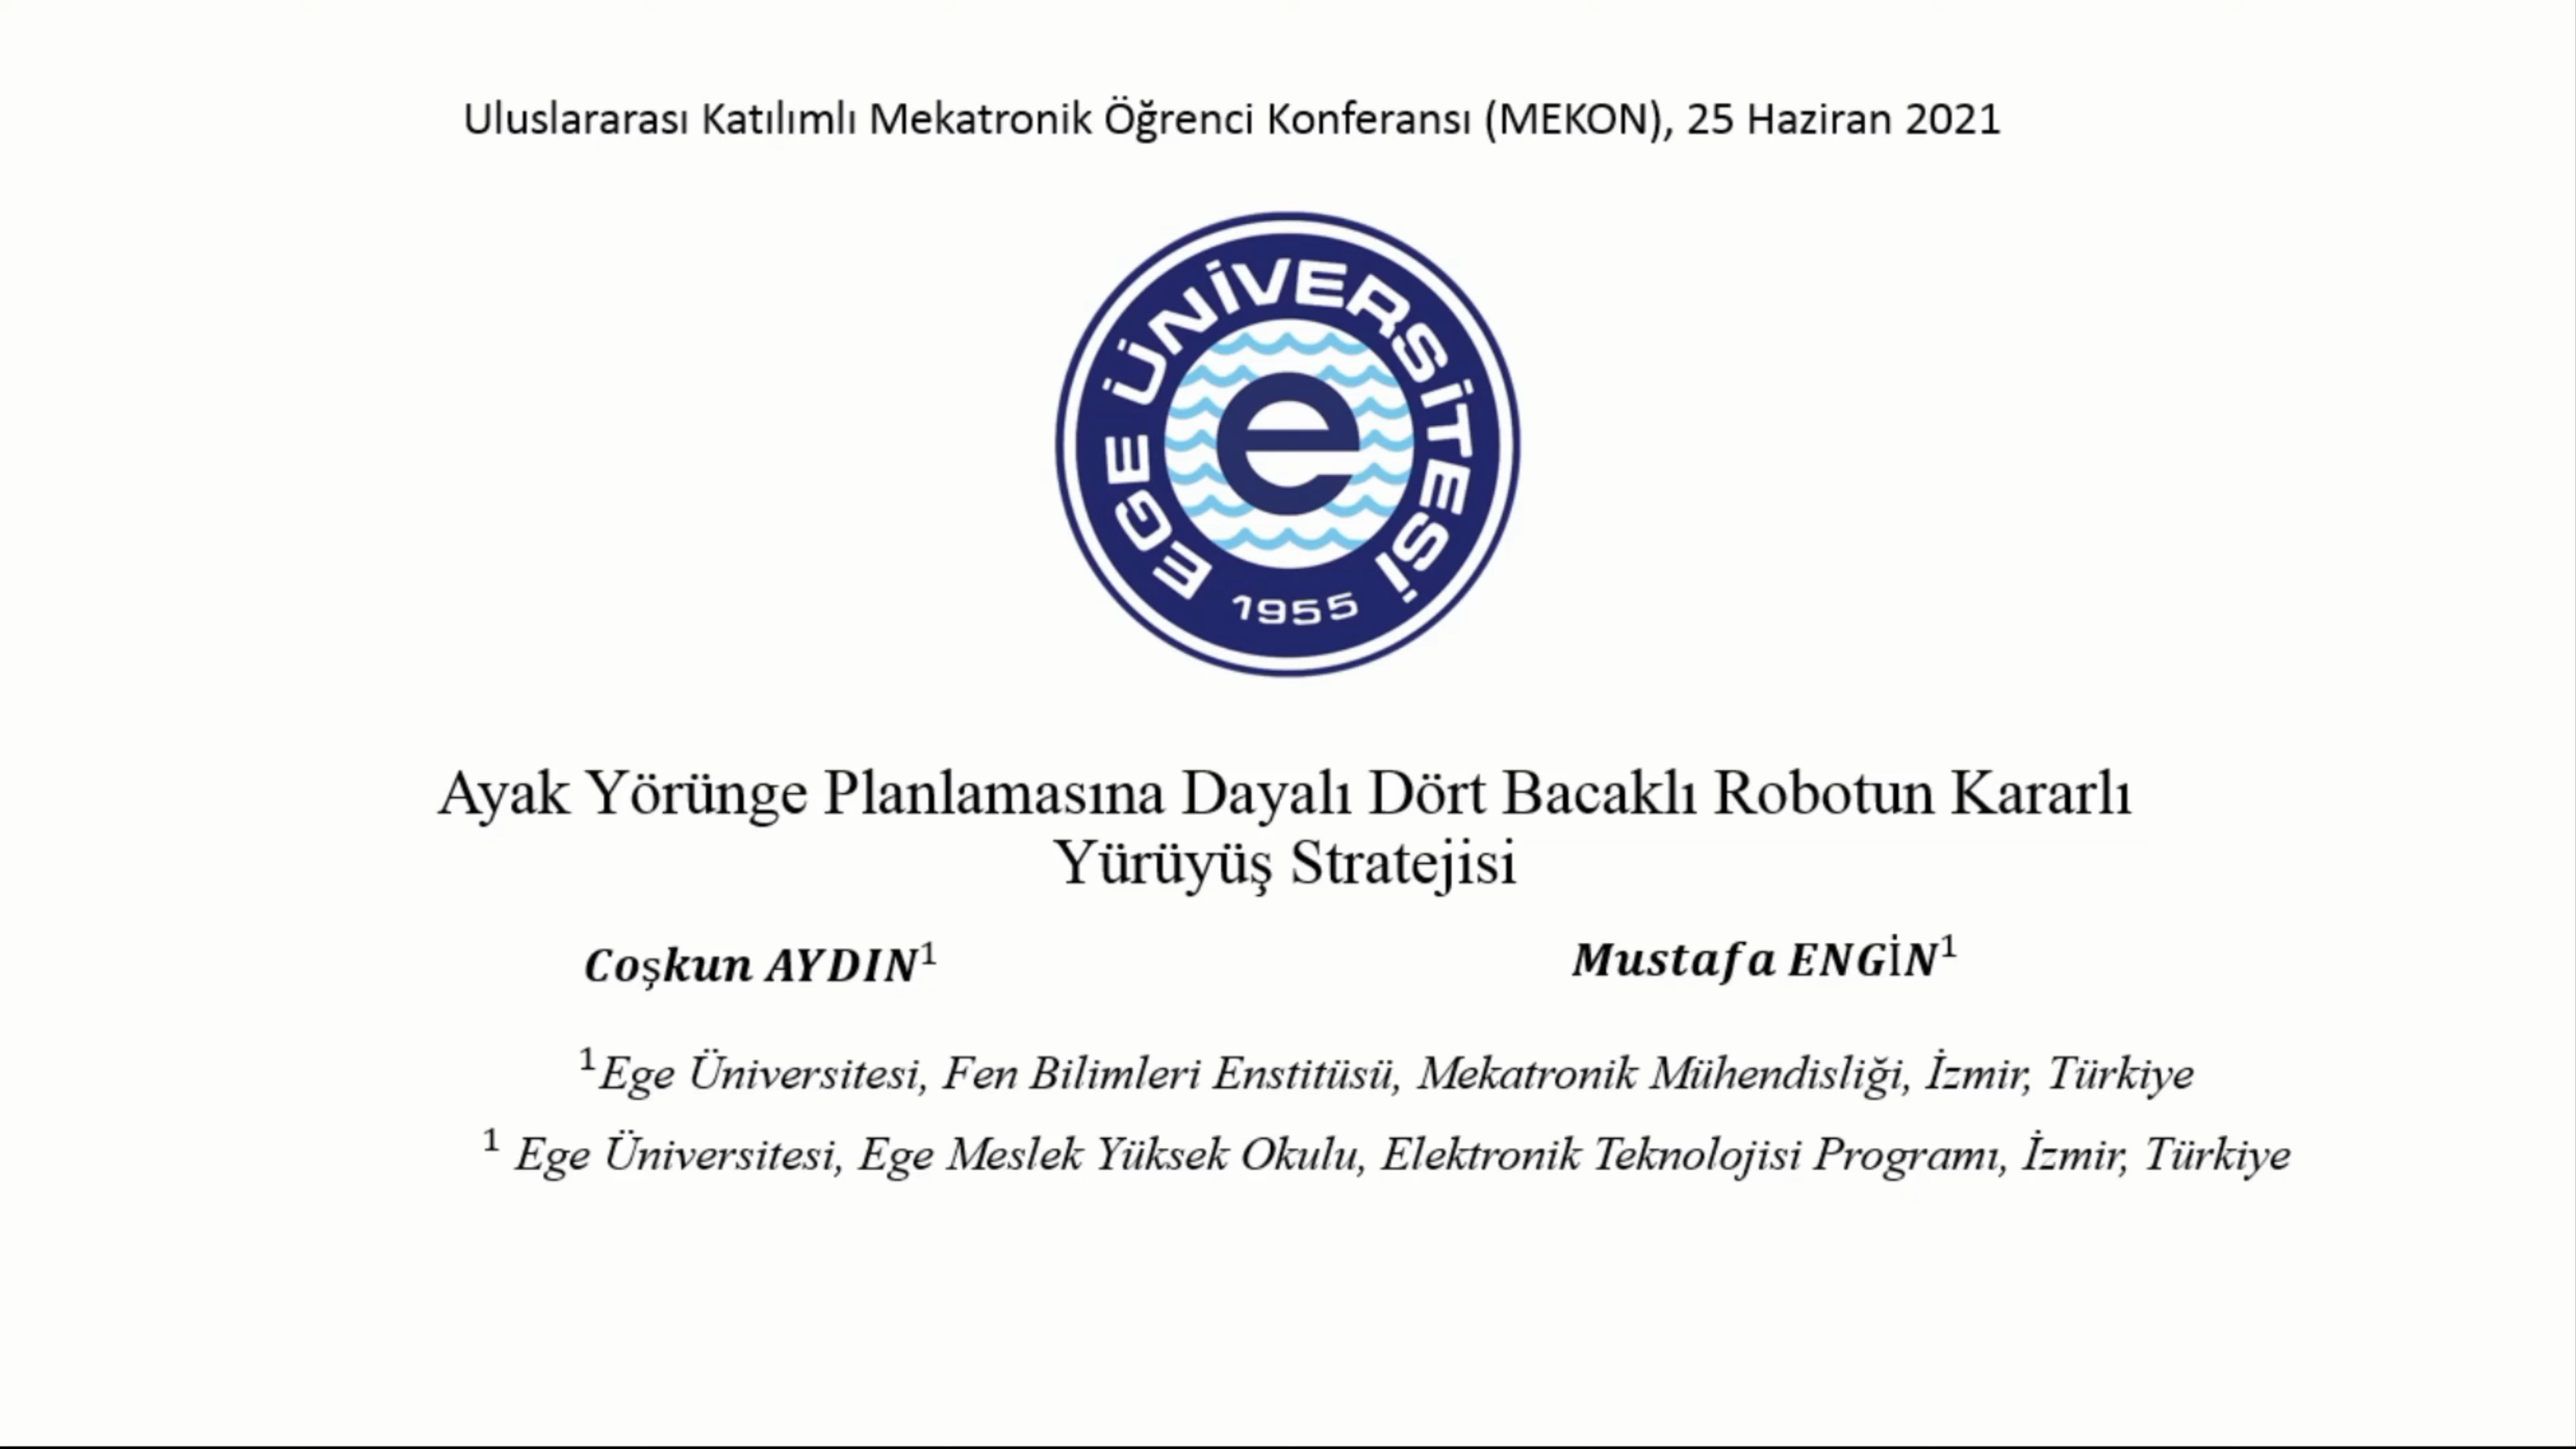 Uluslararası Katılımlı Mekatronik Öğrenci Konferansı (MEKON), 25 Haziran 2021
EGE ÜNİVERSİTESİ
e
1955
Ayak Yörünge Planlamasına Dayalı Dört Bacaklı Robotun Kararlı
Yürüyüş Stratejisi
Coşkun AYDIN¹ Mustafa ENGİN¹
¹Ege Üniversitesi, Fen Bilimleri Enstitüsü, Mekatronik Mühendisliği, İzmir, Türkiye
¹ Ege Üniversitesi, Ege Meslek Yüksek Okulu, Elektronik Teknolojisi Programı, İzmir, Türkiye